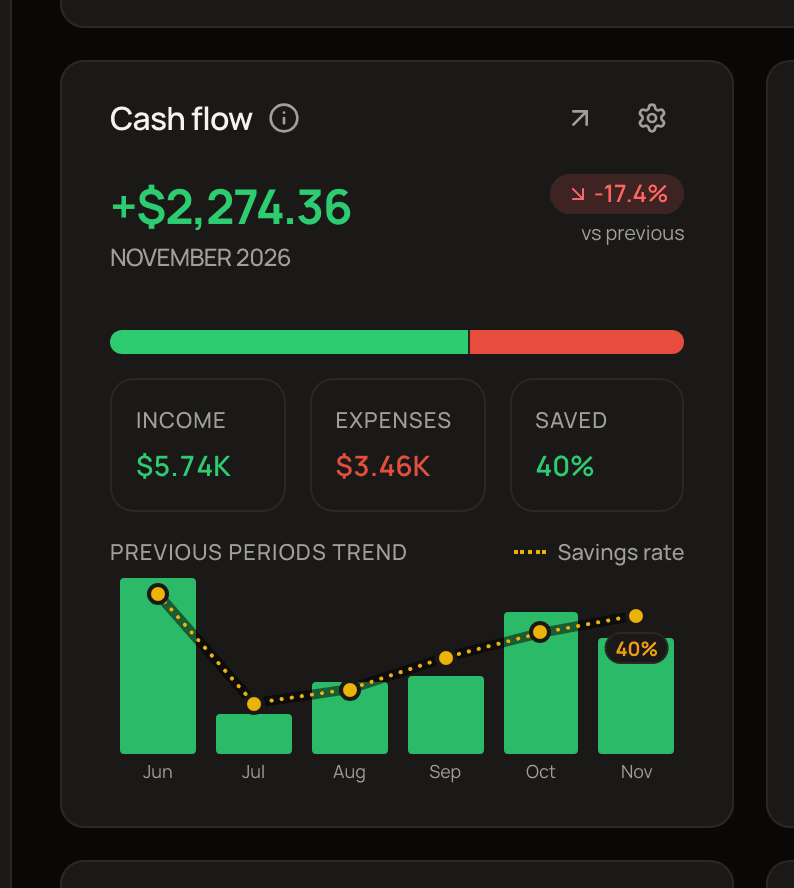 Cash flow
+$2,274.36
-17.4%
NOVEMBER 2026
vs previous
INCOME
$5.74K
EXPENSES
$3.46K
SAVED
40%
PREVIOUS PERIODS TREND
Savings rate
40%
Jun
Jul
Aug
Sep
Oct
Nov